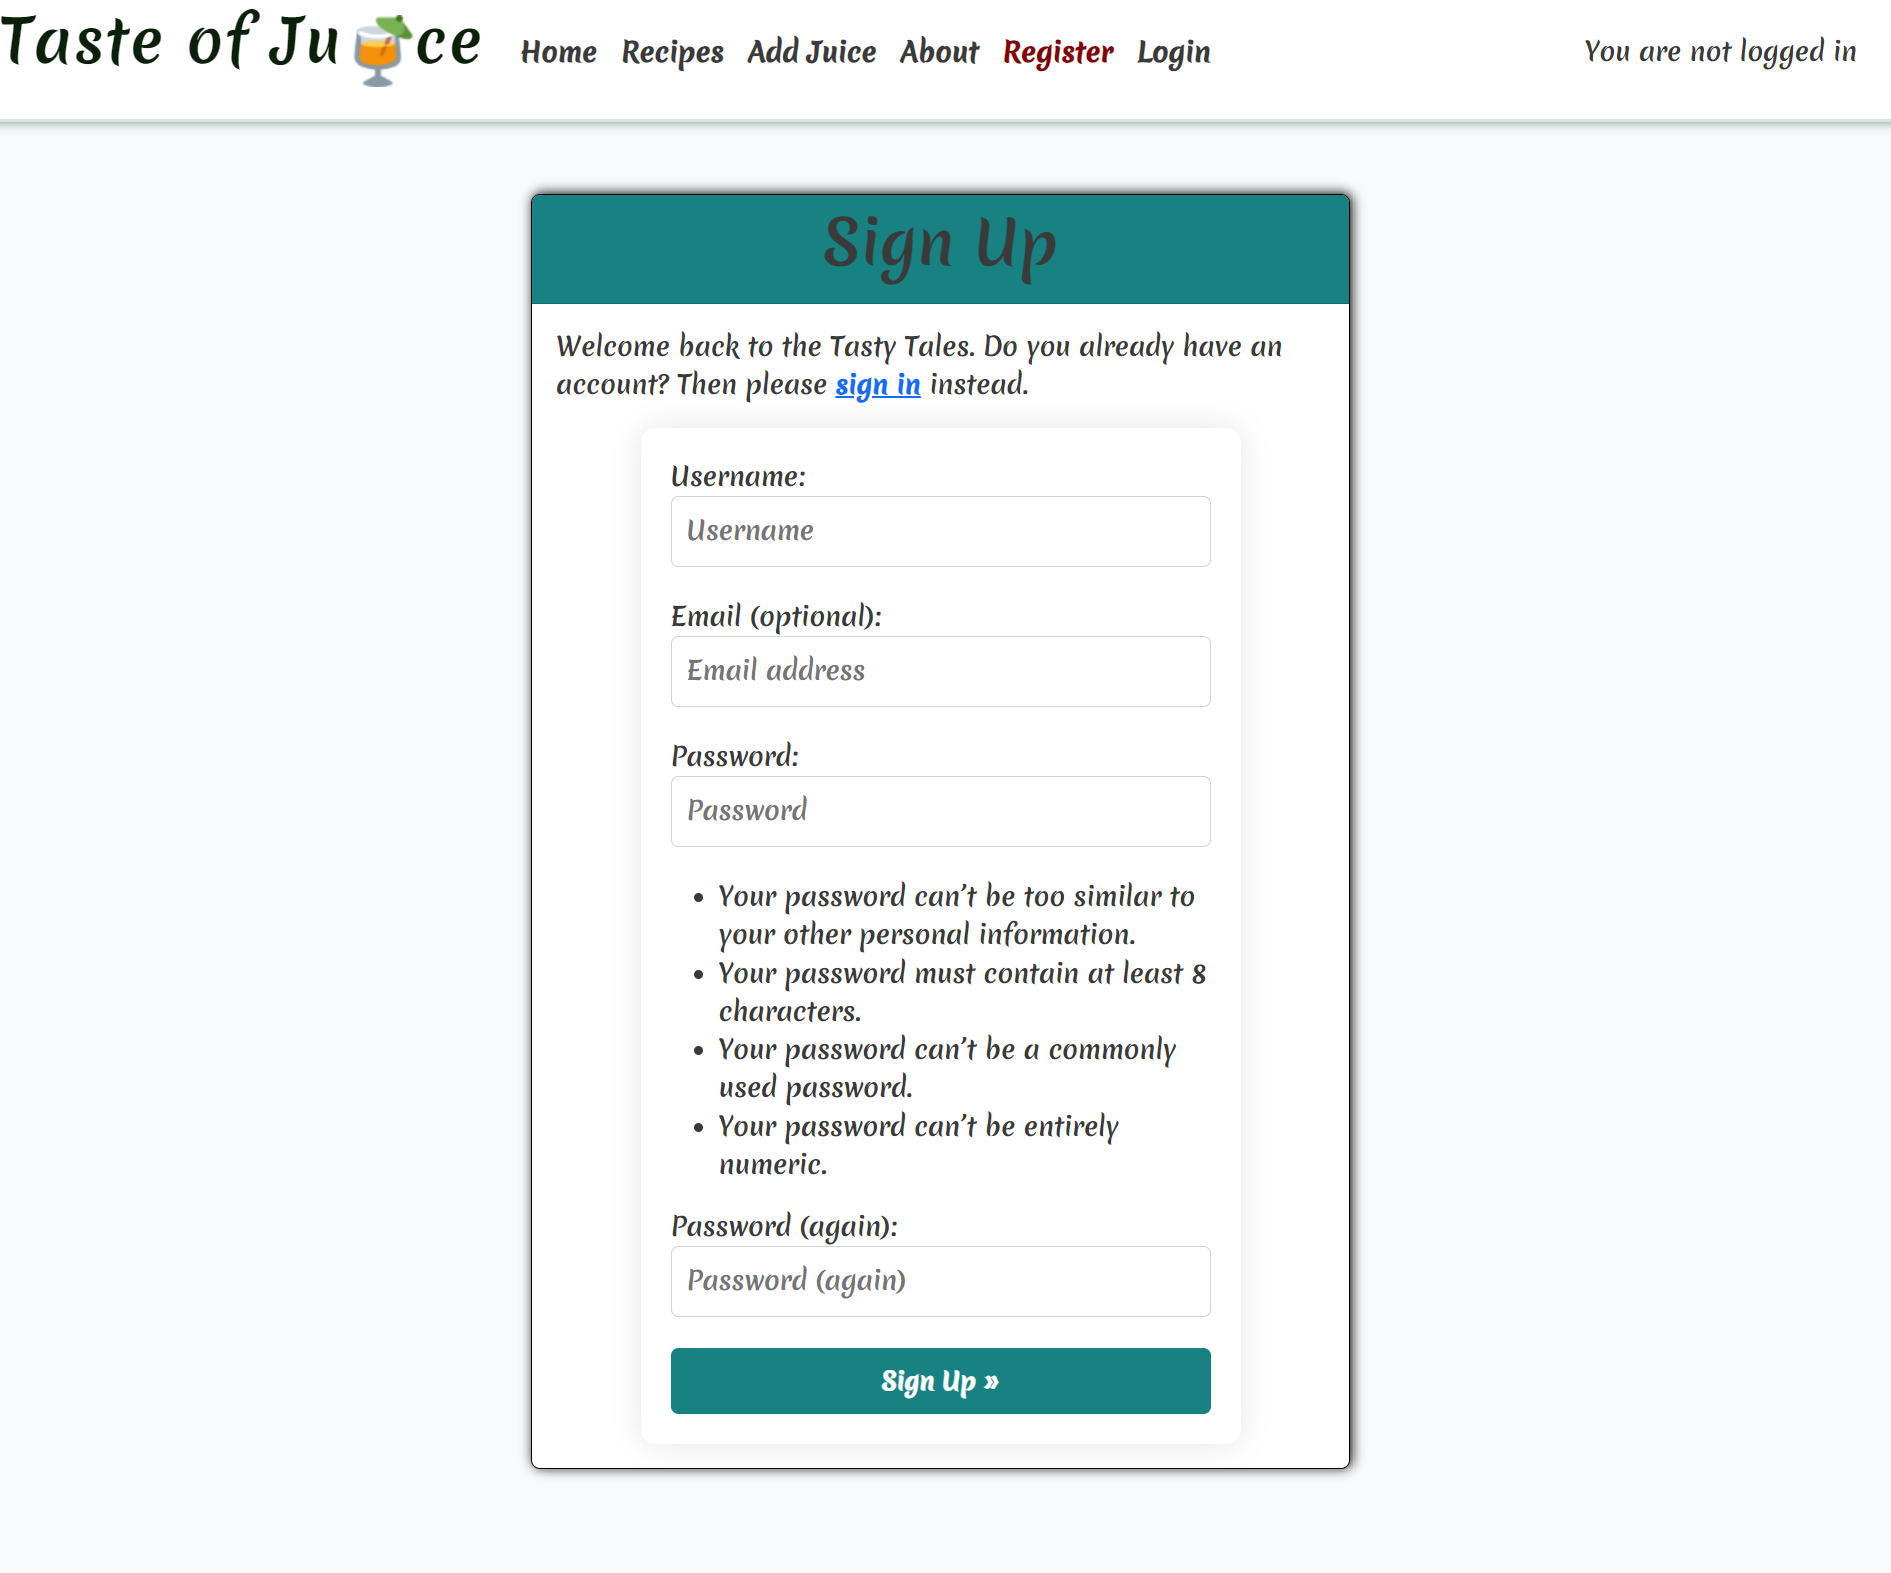 Taste of Ju ce
Home Recipes Add Juice About Register Login
You are not logged in
Sign Up
Welcome back to the Tasty Tales. Do you already have an
account? Then please sign in instead.
Username:
Username
Email (optional):
Email address
Password:
Password
• Your password can’t be too similar to
your other personal information.
• Your password must contain at least 8
characters.
• Your password can’t be a commonly
used password.
• Your password can’t be entirely
numeric.
Password (again):
Password (again)
Sign Up »